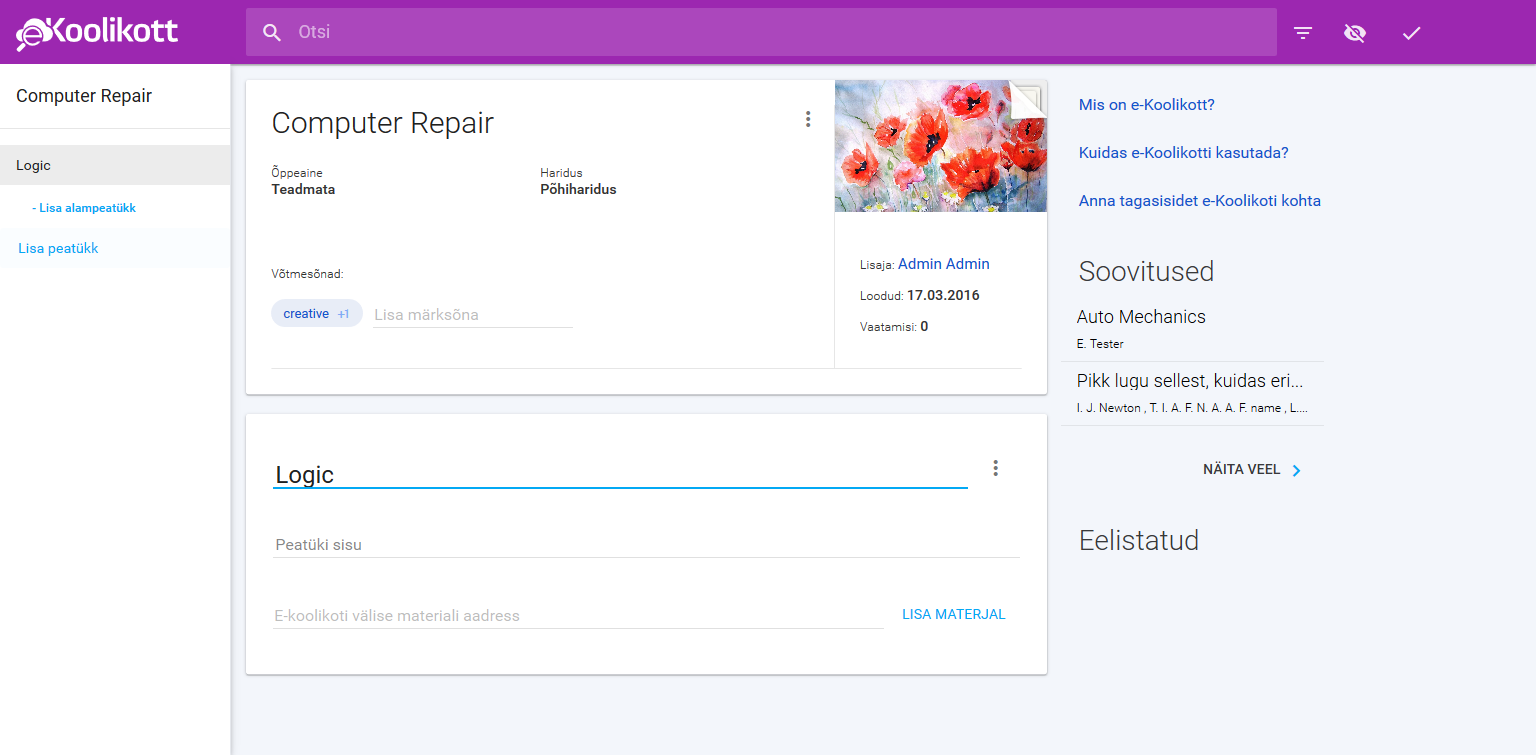 eKoolikott
Otsi
Computer Repair
Logic
- Lisa alampeatükk
Lisa peatükk
Computer Repair
Õppeaine
Teadmata
Haridus
Põhiharidus
Võtmesõnad:
creative +1
Lisa märksõna
Lisaja: Admin Admin
Loodud: 17.03.2016
Vaatamisi: 0
Logic
Peatüki sisu
E-koolikoti välise materiali aadress
LISA MATERJAL
Mis on e-Koolikott?
Kuidas e-Koolikotti kasutada?
Anna tagasisidet e-Koolikoti kohta
Soovitused
Auto Mechanics
E. Tester
Pikk lugu sellest, kuidas eri...
I. J. Newton , T. I. A. F. N. A. A. F. name , L....
NÄITA VEEL
Eelistatud